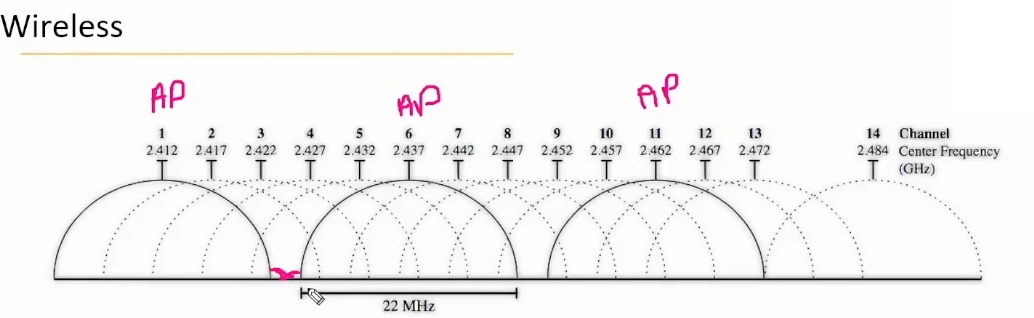 Wireless
AP AP AP
1 2 3 4 5 6 7 8 9 10 11 12 13 14 Channel
2.412 2.417 2.422 2.427 2.432 2.437 2.442 2.447 2.452 2.457 2.462 2.467 2.472 2.484 Center Frequency
(GHz)
22 MHz